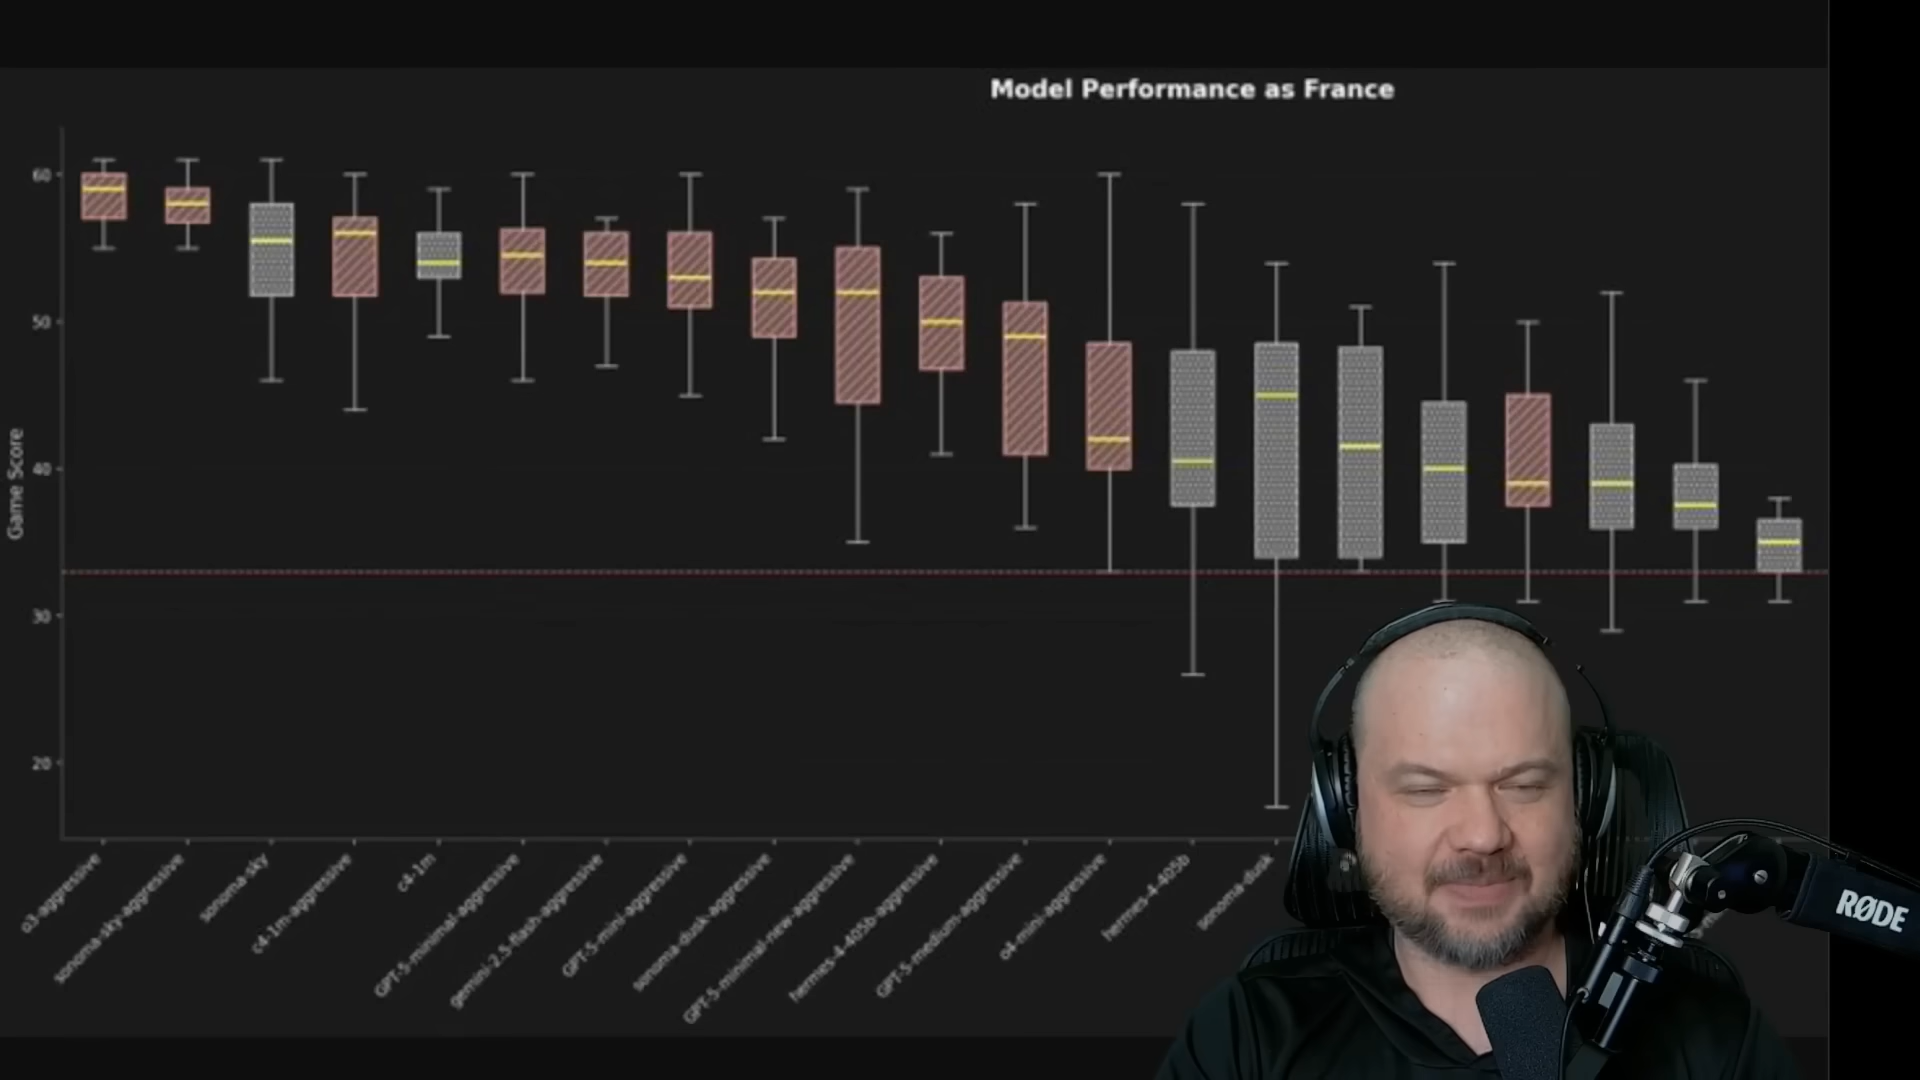 Model Performance as France
Game Score
60
50
40
30
20
o3-aggressive
sonoma-sky-aggressive
sonoma-sky
c4-1m-aggressive
c4-1m
GPT-5-minimal-aggressive
gemini-2.5-flash-aggressive
GPT-5-mini-aggressive
sonoma-dusk-aggressive
GPT-5-minimal-new-aggressive
hermes-4-405b-aggressive
GPT-5-medium-aggressive
o4-mini-aggressive
hermes-4-405b
sonoma-dusk
RØDE